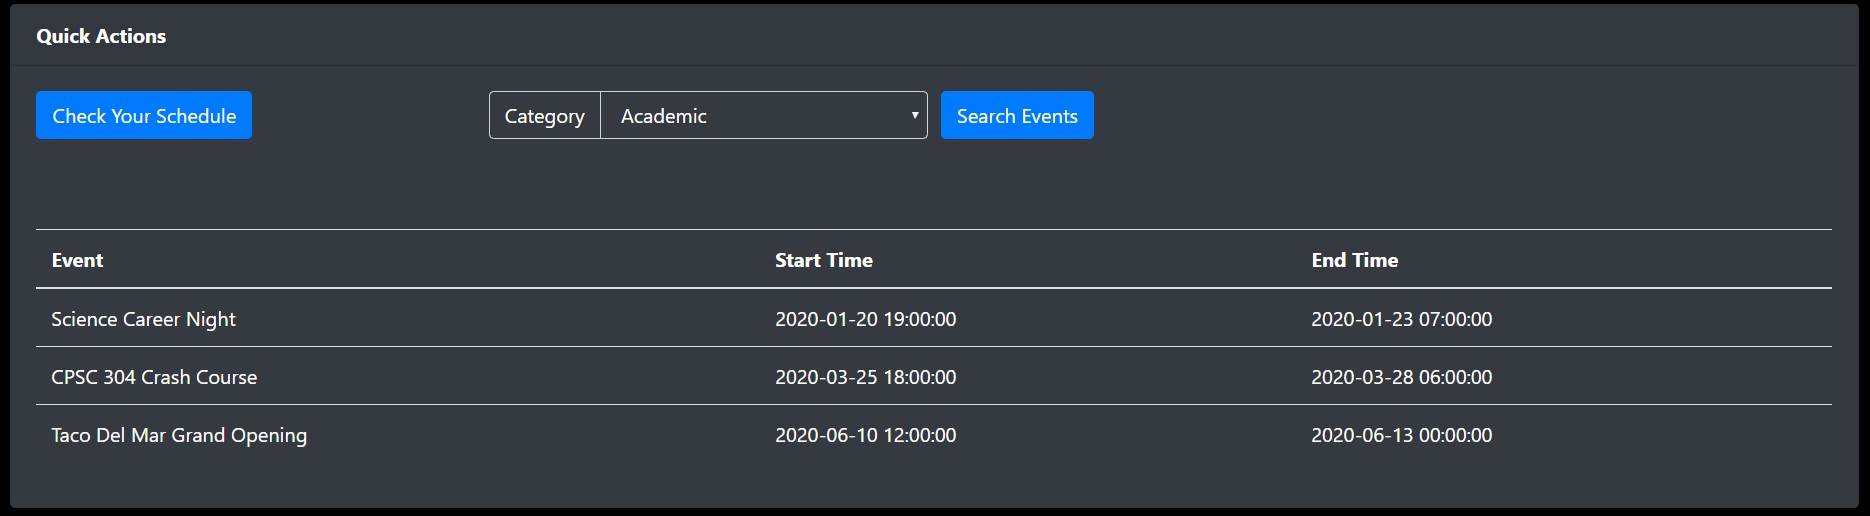 Quick Actions
Check Your Schedule Category Academic Search Events
Event Start Time End Time
Science Career Night 2020-01-20 19:00:00 2020-01-23 07:00:00
CPSC 304 Crash Course 2020-03-25 18:00:00 2020-03-28 06:00:00
Taco Del Mar Grand Opening 2020-06-10 12:00:00 2020-06-13 00:00:00